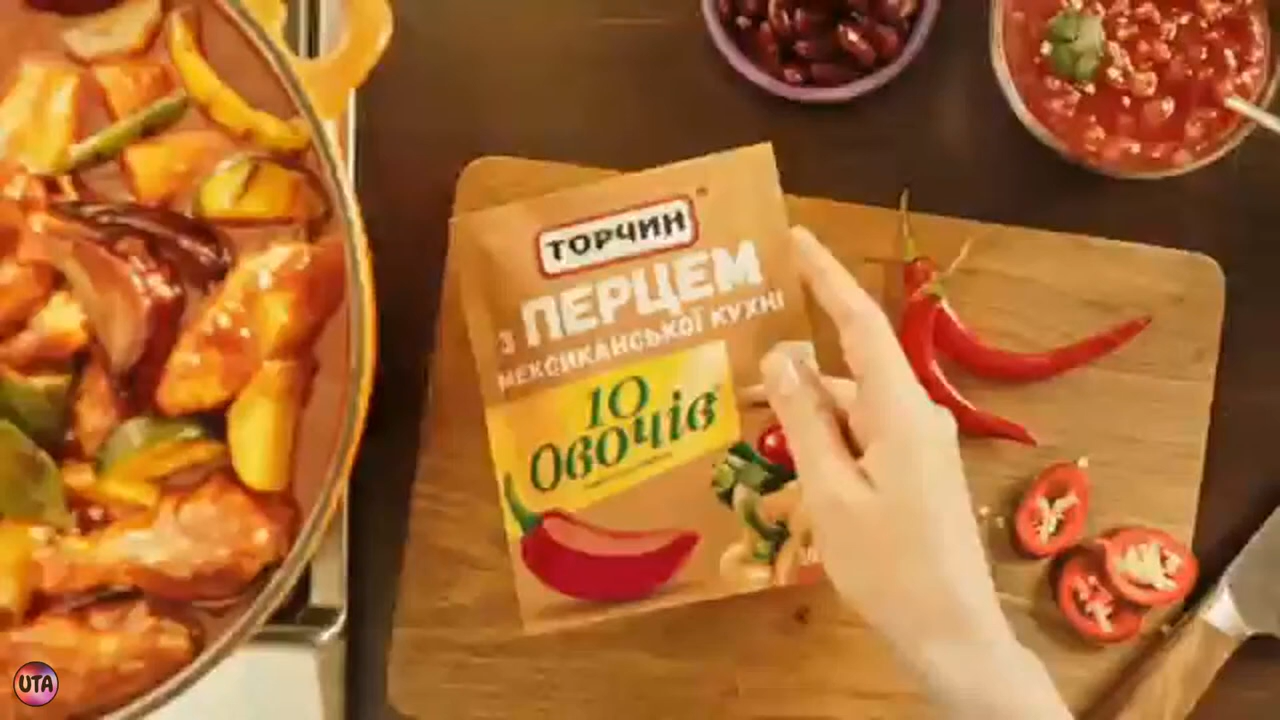 ТОРЧИН®
З ПЕРЦЕМ
МЕКСИКАНСЬКОЇ КУХНІ
10
Овочів
UTA